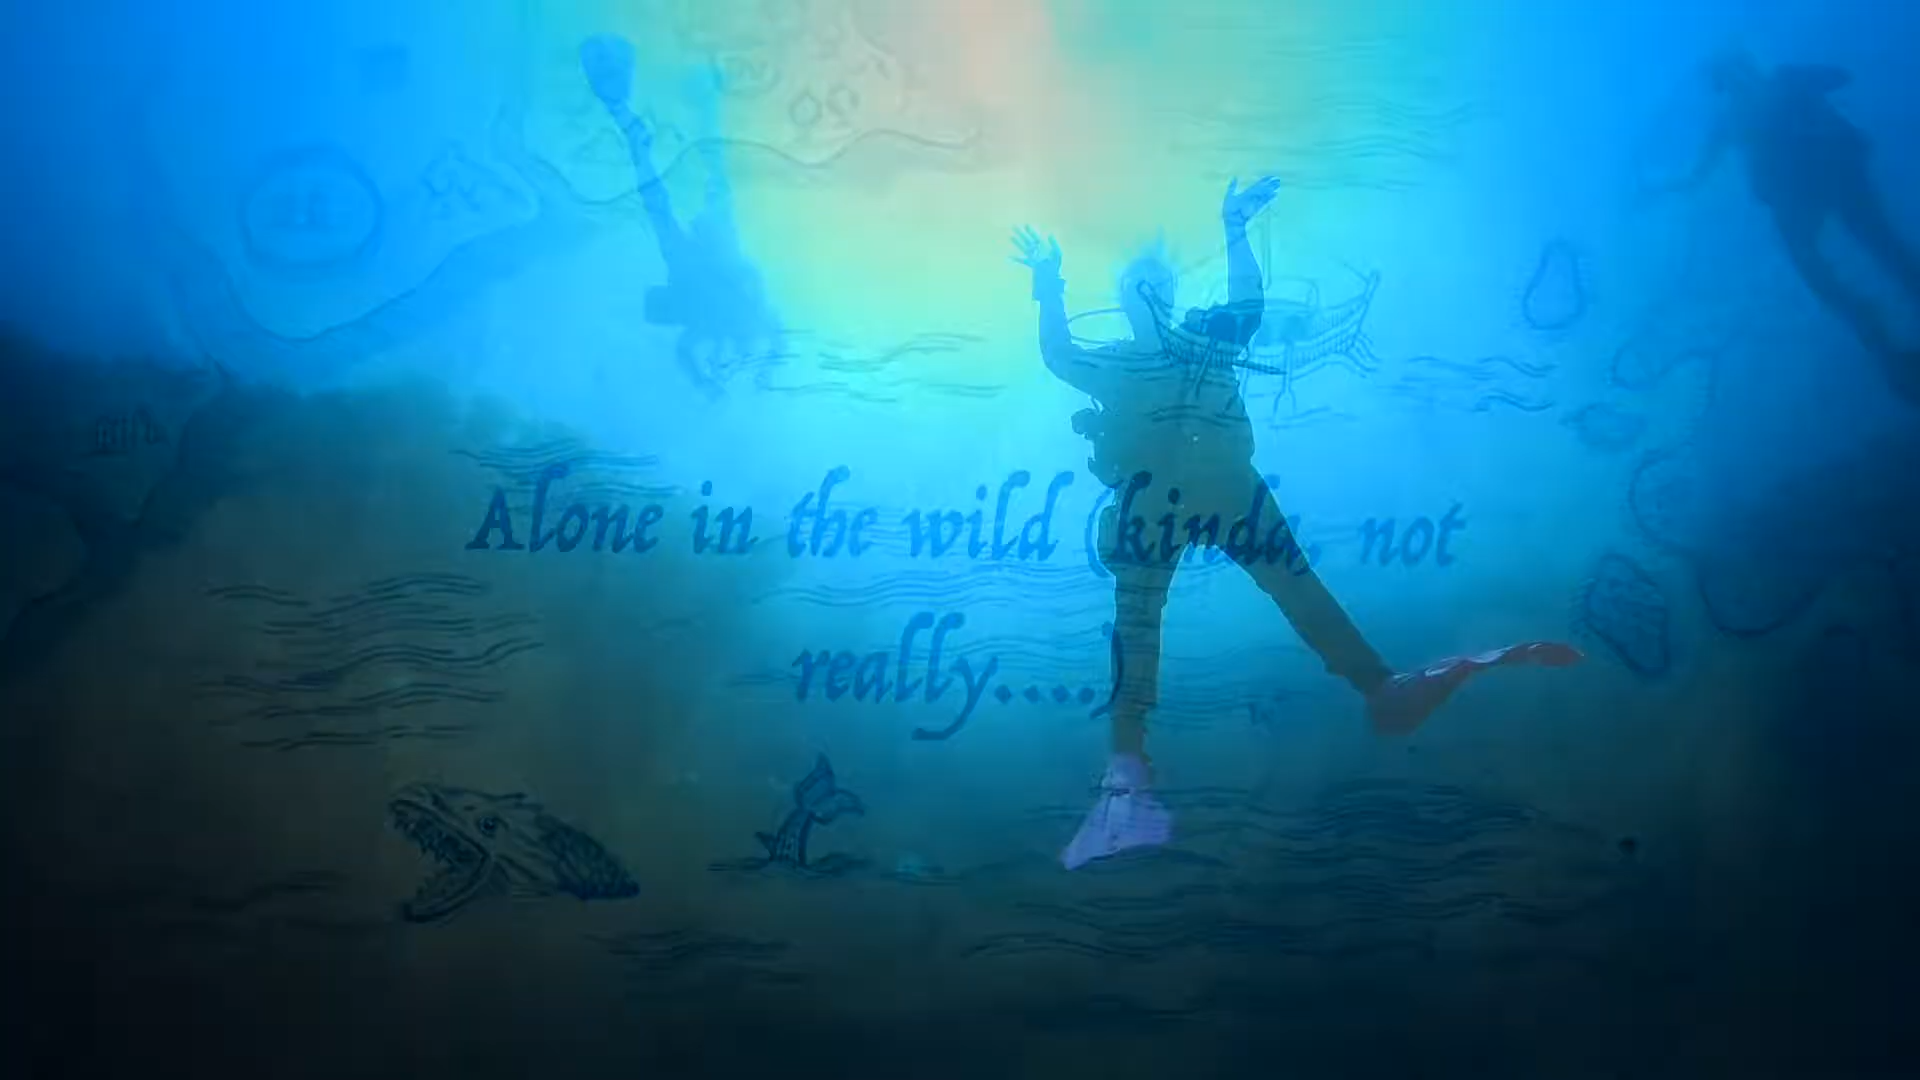 Alone in the wild (kinda, not
really....)